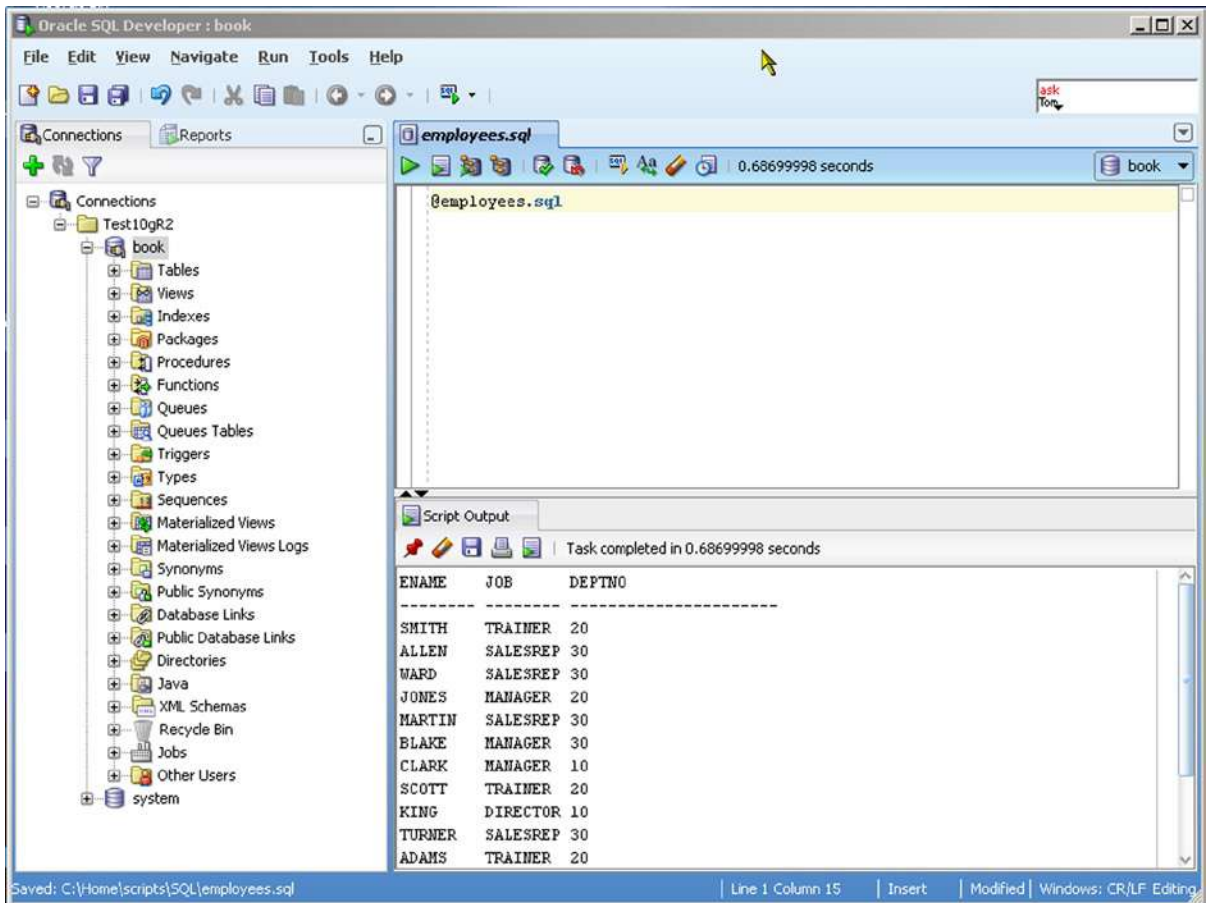 Oracle SQL Developer : book
File Edit View Navigate Run Tools Help
ask
Tom
Connections
Reports
employees.sql
0.68699998 seconds
book
@employees.sql
Connections
Test10gR2
book
Tables
Views
Indexes
Packages
Procedures
Functions
Queues
Queues Tables
Triggers
Types
Sequences
Materialized Views
Materialized Views Logs
Synonyms
Public Synonyms
Database Links
Public Database Links
Directories
Java
XML Schemas
Recycle Bin
Jobs
Other Users
system
Script Output
Task completed in 0.68699998 seconds
ENAME JOB DEPTNO
-------- -------- ----------------------
SMITH TRAINER 20
ALLEN SALESREP 30
WARD SALESREP 30
JONES MANAGER 20
MARTIN SALESREP 30
BLAKE MANAGER 30
CLARK MANAGER 10
SCOTT TRAINER 20
KING DIRECTOR 10
TURNER SALESREP 30
ADAMS TRAINER 20
Saved: C:\Home\scripts\SQL\employees.sql
Line 1 Column 15
Insert
Modified
Windows: CR/LF Editing